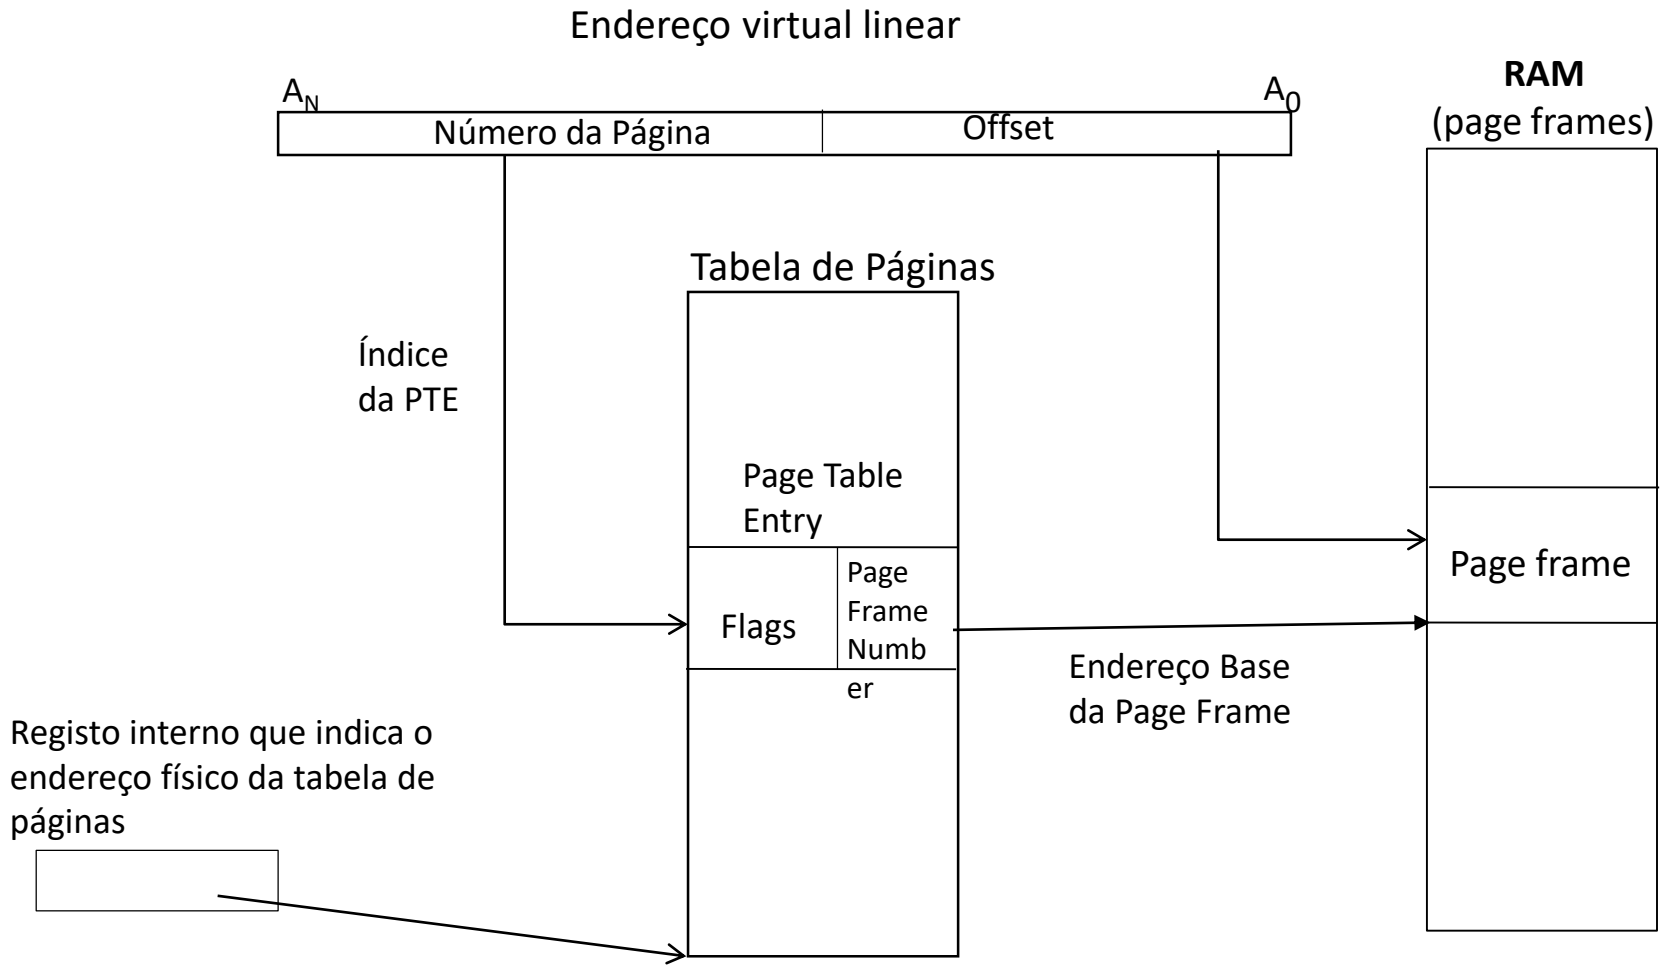 Endereço virtual linear
A_N
A_0
RAM
(page frames)
Número da Página
Offset
Tabela de Páginas
Índice
da PTE
Page Table
Entry
Flags
Page
Frame
Numb
er
Page frame
Endereço Base
da Page Frame
Registo interno que indica o
endereço físico da tabela de
páginas